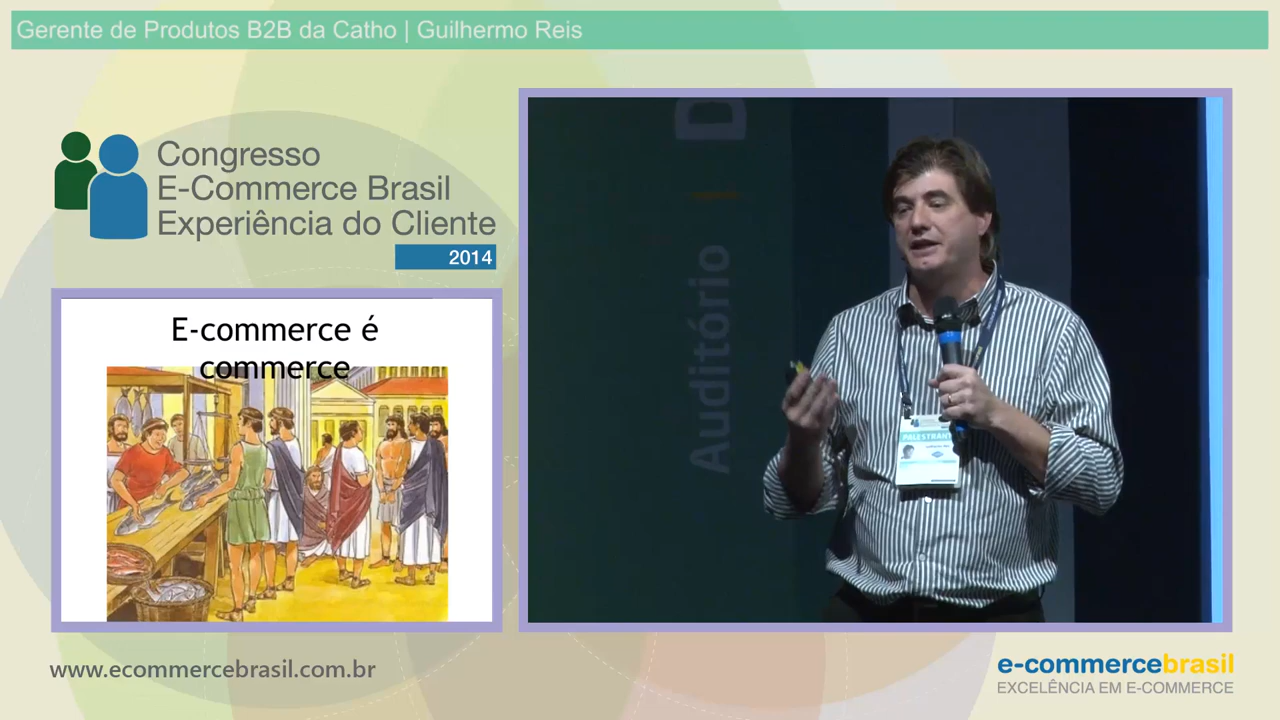 Gerente de Produtos B2B da Catho | Guilhermo Reis
Congresso
E-Commerce Brasil
Experiência do Cliente
2014
E-commerce é
commerce
Auditório | D
PALESTRANT
www.ecommercebrasil.com.br
e-commercebrasil
EXCELÊNCIA EM E-COMMERCE